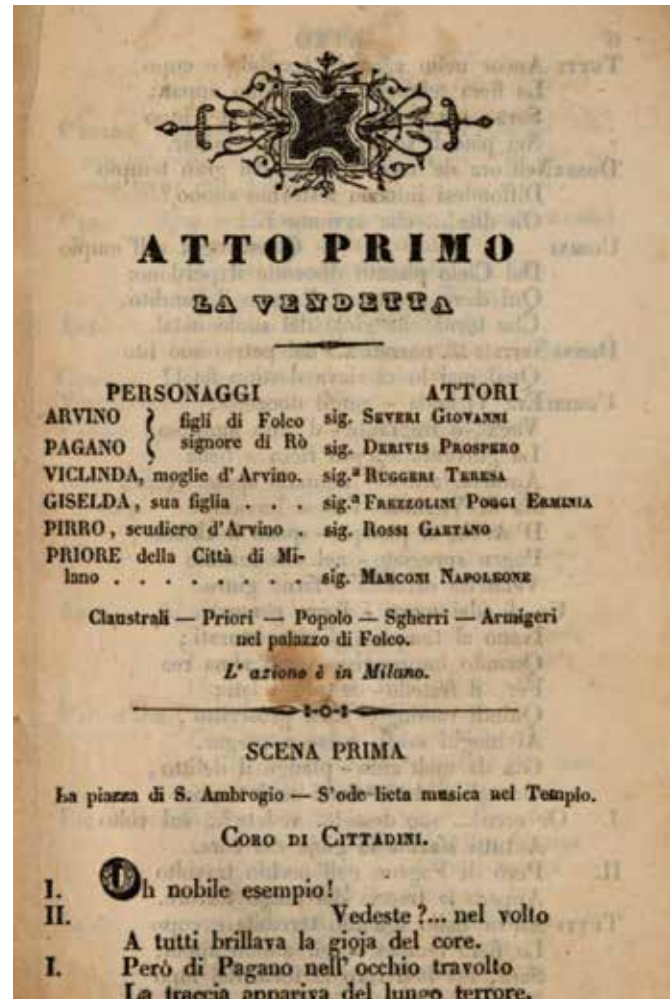 ATTO PRIMO
LA VENDETTA
PERSONAGGI ATTORI
ARVINO } figli di Folco sig. SEVERI GIOVANNI
PAGANO { signore di Rò sig. DERIVIS PROSPERO
VICLINDA, moglie d'Arvino. sig.ª RUGGERI TERESA
GISELDA, sua figlia . . . sig.ª FREZZOLINI POGGI ERMINIA
PIRRO, scudiero d'Arvino . sig. ROSSI GAETANO
PRIORE della Città di Mi-
lano . . . . . . . . sig. MARCONI NAPOLEONE
Claustrali — Priori — Popolo — Sgherri — Armigeri
nel palazzo di Folco.
L'azione è in Milano.
SCENA PRIMA
La piazza di S. Ambrogio — S'ode lieta musica nel Tempio.
CORO DI CITTADINI.
I. Oh nobile esempio!
II. Vedeste?... nel volto
A tutti brillava la gioja del core.
I. Però di Pagano nell'occhio travolto
La traccia appariva del lungo terrore.